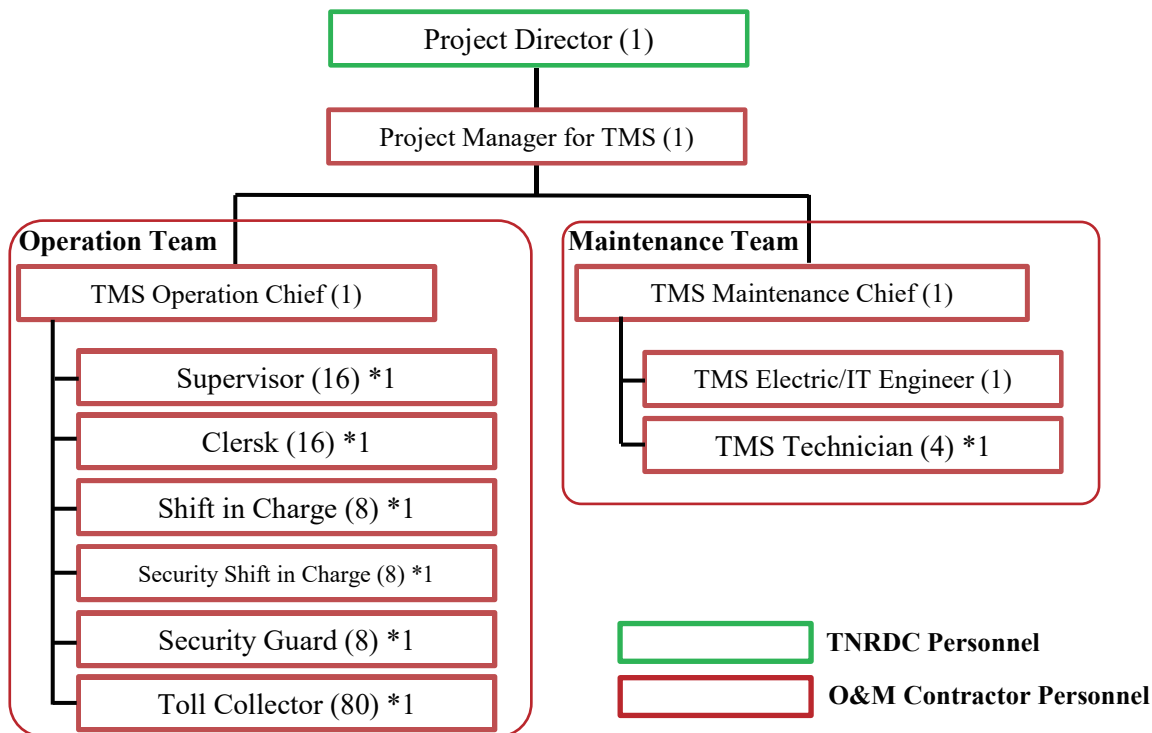 Project Director (1)
Project Manager for TMS (1)
Operation Team
TMS Operation Chief (1)
Supervisor (16) *1
Clersk (16) *1
Shift in Charge (8) *1
Security Shift in Charge (8) *1
Security Guard (8) *1
Toll Collector (80) *1
Maintenance Team
TMS Maintenance Chief (1)
TMS Electric/IT Engineer (1)
TMS Technician (4) *1
TNRDC Personnel
O&M Contractor Personnel